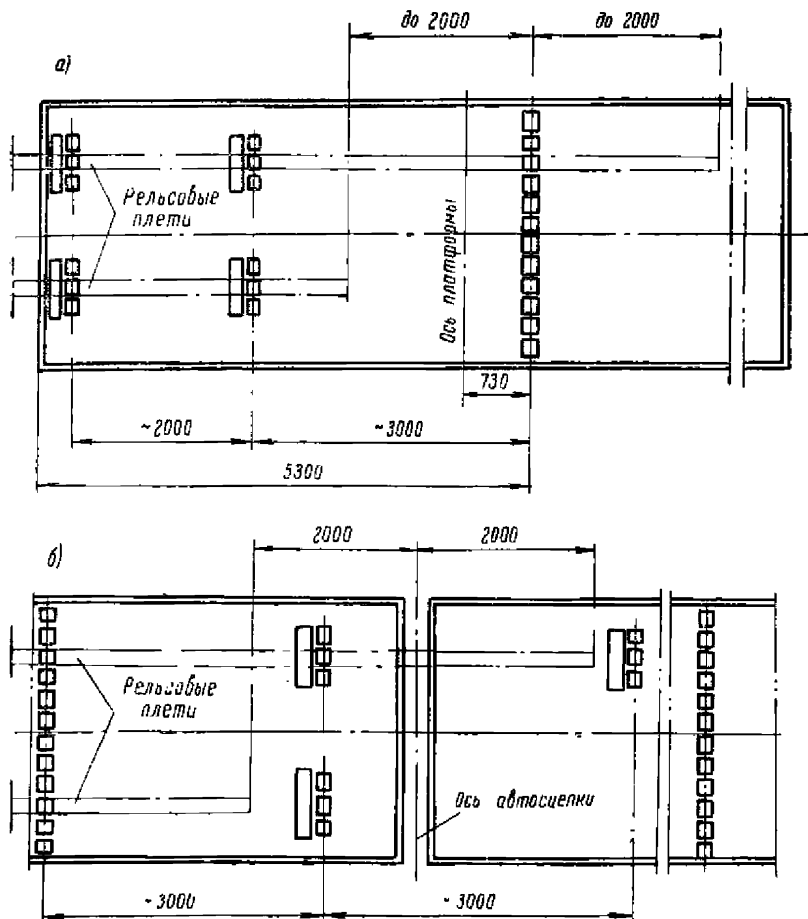 до 2000
до 2000
а)
Рельсовые
плети
Ось платформы
730
~2000
~3000
5300
2000
2000
б)
Рельсовые
плети
Ось автосцепки
~3000
~3000